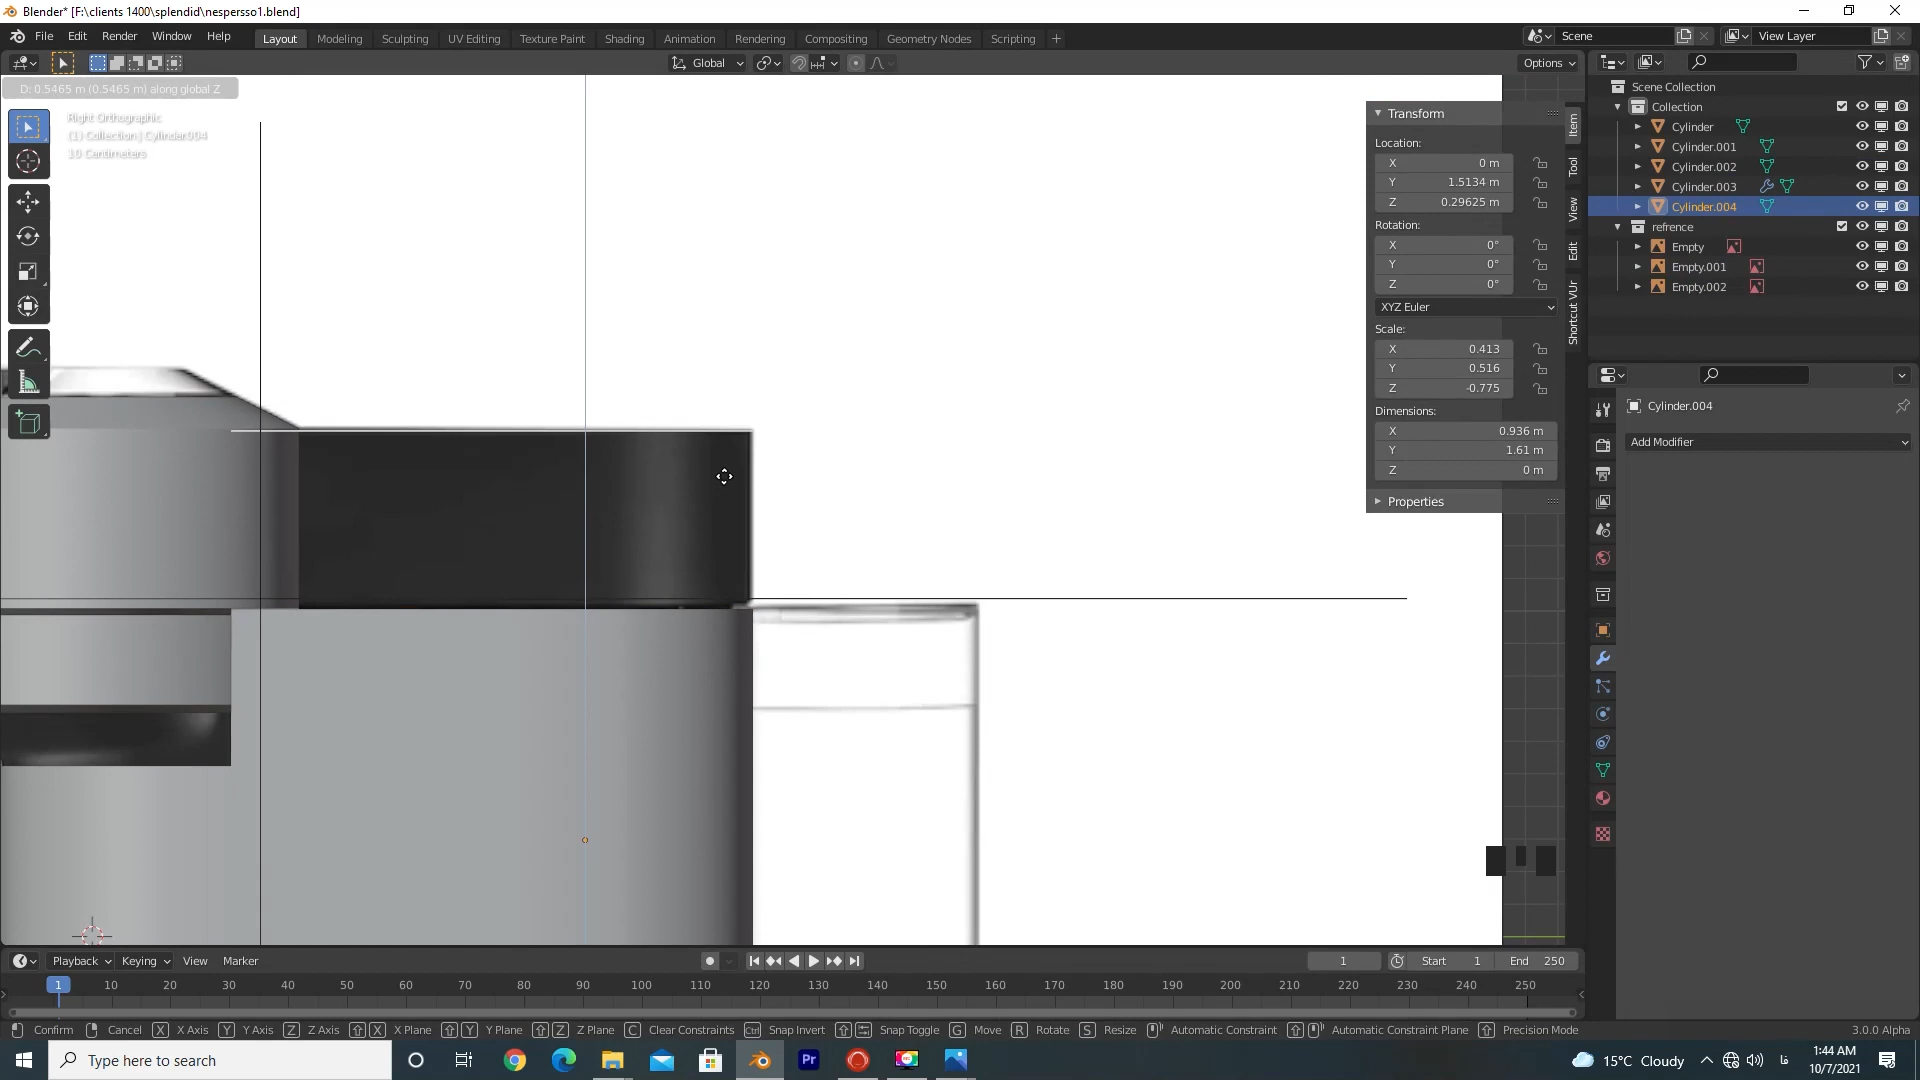 Blender* [F:\clients 1400\splendid\nespersso1.blend]
File Edit Render Window Help Layout Modeling Sculpting UV Editing Texture Paint Shading Animation Rendering Compositing Geometry Nodes Scripting + Scene View Layer
Global Options
D: 0.5465 m (0.5465 m) along global Z
Right Orthographic
(1) Collection | Cylinder.004
10 Centimeters
Transform
Location:
X 0 m
Y 1.5134 m
Z 0.29625 m
Rotation:
X 0°
Y 0°
Z 0°
XYZ Euler
Scale:
X 0.413
Y 0.516
Z -0.775
Dimensions:
X 0.936 m
Y 1.61 m
Z 0 m
Properties
Item
Tool
View
Edit
Shortcut VUr
Scene Collection
Collection
Cylinder
Cylinder.001
Cylinder.002
Cylinder.003
Cylinder.004
refrence
Empty
Empty.001
Empty.002
Cylinder.004
Add Modifier
Playback Keying View Marker 1 Start 1 End 250
1 10 20 30 40 50 60 70 80 90 100 110 120 130 140 150 160 170 180 190 200 210 220 230 240 250
Confirm Cancel X X Axis Y Y Axis Z Z Axis X X Plane Y Y Plane Z Z Plane C Clear Constraints Ctrl Snap Invert Snap Toggle G Move R Rotate S Resize Automatic Constraint Automatic Constraint Plane Precision Mode 3.0.0 Alpha
Type here to search Pr 15°C Cloudy فا 1:44 AM
10/7/2021